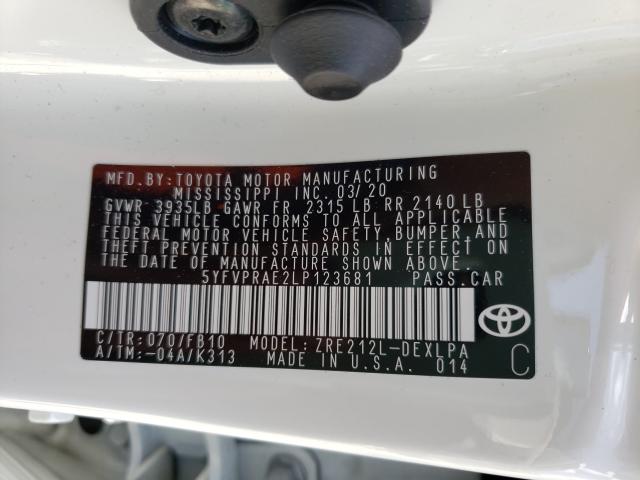 MFD.BY:TOYOTA MOTOR MANUFACTURING
MISSISSIPPI INC. 03/20
GVWR 3935LB GAWR FR 2315 LB RR 2140 LB
THIS VEHICLE CONFORMS TO ALL APPLICABLE
FEDERAL MOTOR VEHICLE SAFETY, BUMPER, AND
THEFT PREVENTION STANDARDS IN EFFECT ON
THE DATE OF MANUFACTURE SHOWN ABOVE.
5YFVPRAE2LP123681 PASS.CAR
C/TR:070/FB10 MODEL: ZRE212L-DEXLPA
A/TM:-04A/K313 MADE IN U.S.A. 014
C